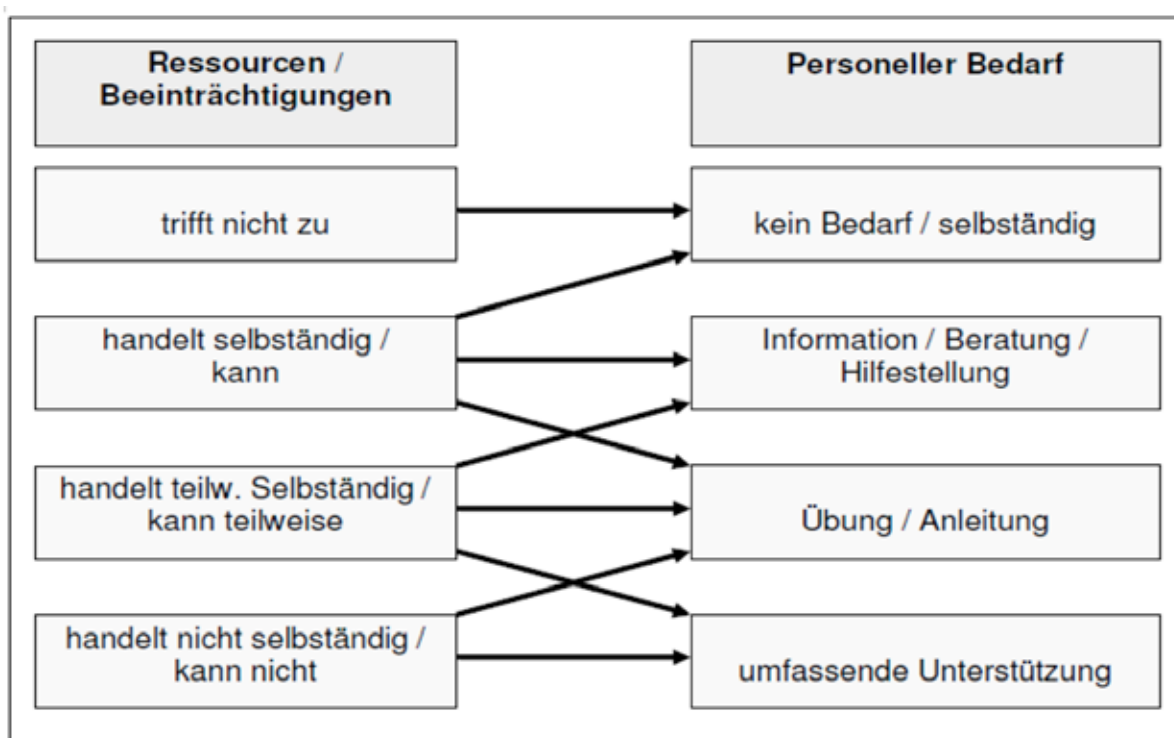 Ressourcen /
Beeinträchtigungen
Personeller Bedarf
trifft nicht zu
kein Bedarf / selbständig
handelt selbständig /
kann
Information / Beratung /
Hilfestellung
handelt teilw. Selbständig /
kann teilweise
Übung / Anleitung
handelt nicht selbständig /
kann nicht
umfassende Unterstützung